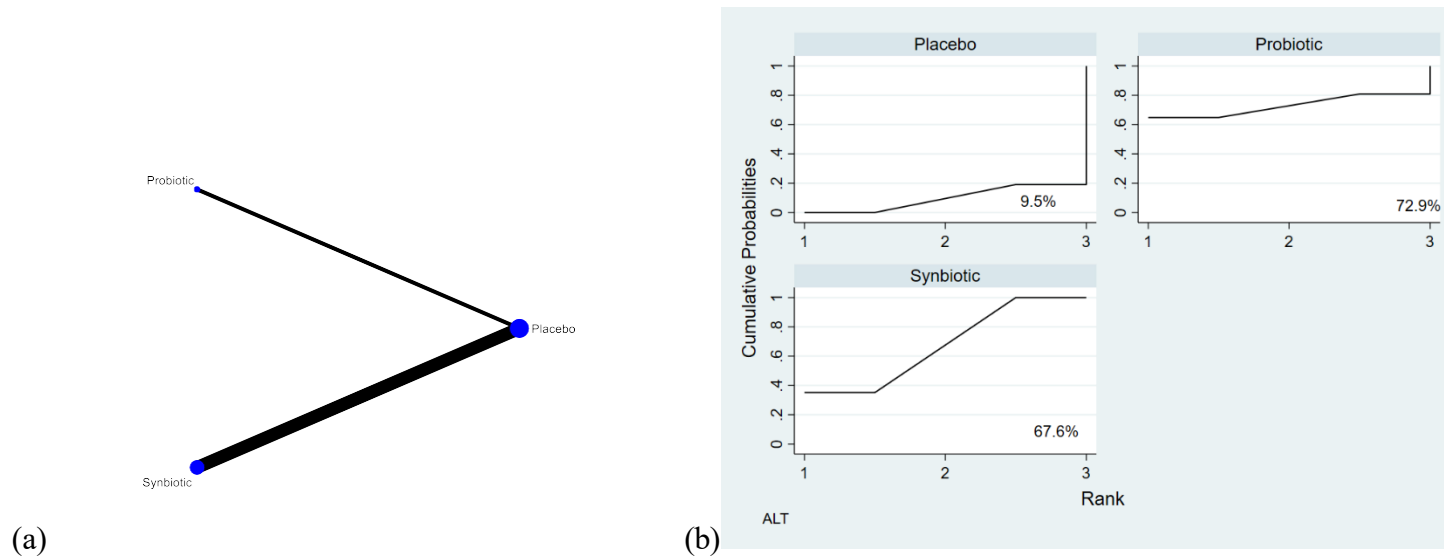 Probiotic
Placebo
Synbiotic
(a)
Placebo
Probiotic
Cumulative Probabilities
1
.8
.6
.4
.2
0
9.5%
1 2 3
1
.8
.6
.4
.2
0
72.9%
1 2 3
Synbiotic
1
.8
.6
.4
.2
0
67.6%
1 2 3
Rank
ALT
(b)